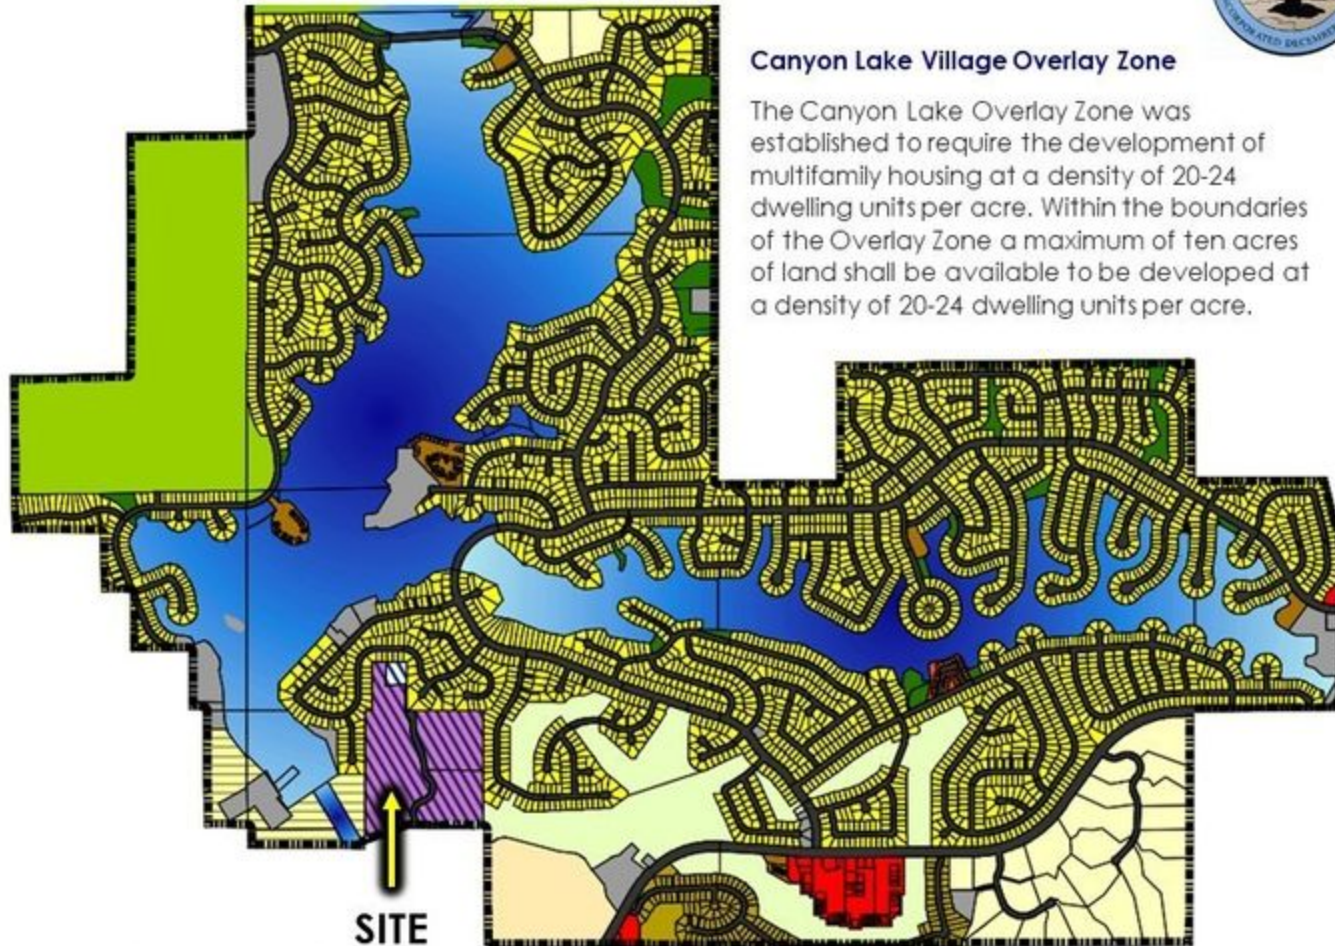 INCORPORATED DECEMBER
Canyon Lake Village Overlay Zone
The Canyon Lake Overlay Zone was
established to require the development of
multifamily housing at a density of 20-24
dwelling units per acre. Within the boundaries
of the Overlay Zone a maximum of ten acres
of land shall be available to be developed at
a density of 20-24 dwelling units per acre.
SITE